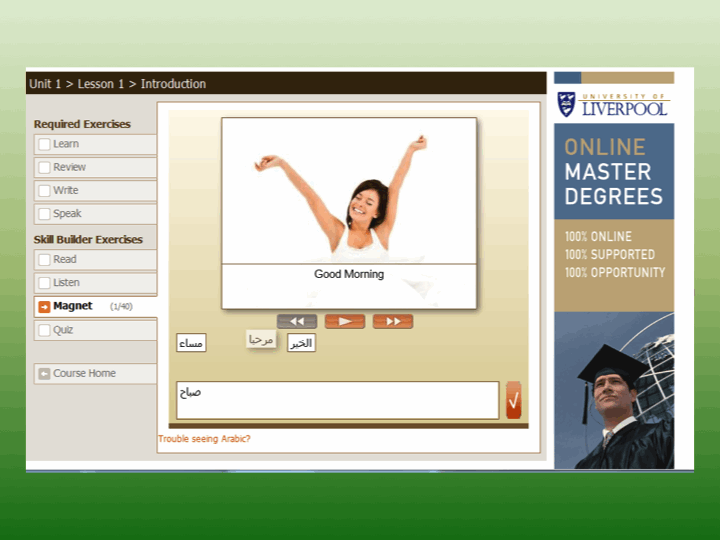 Unit 1 > Lesson 1 > Introduction
Required Exercises
Learn
Review
Write
Speak
Skill Builder Exercises
Read
Listen
Magnet (1/40)
Quiz
Course Home
Good Morning
مساء
مرحبا
الخير
صباح
Trouble seeing Arabic?
UNIVERSITY OF
LIVERPOOL
ONLINE
MASTER
DEGREES
100% ONLINE
100% SUPPORTED
100% OPPORTUNITY